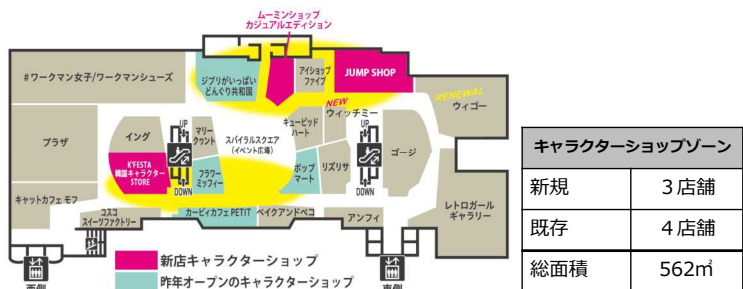 ムーミンショップ
カジュアルエディション
#ワークマン女子/ワークマンシューズ
ジブリがいっぱい
どんぐり共和国
アイショップ
ファイブ
JUMP SHOP
RENEWAL
ウィゴー
NEW
ウィッチミー
プラザ
イング
UP
マリー
クヮント
スパイラルスクエア
(イベント広場)
キューピッド
ハート
UP
ゴージ
K'FESTA
韓国キャラクター
STORE
DOWN
フラワー
ミッフィー
ポップ
マート
リズリサ
DOWN
キャットカフェ モフ
コスコ
スイーツファクトリー
カービィカフェ PETIT
ベイクアンドペコ
アンフィ
レトロガール
ギャラリー
新店キャラクターショップ
昨年オープンのキャラクターショップ
西側
東側
キャラクターショップゾーン
新規 3店舗
既存 4店舗
総面積 562㎡